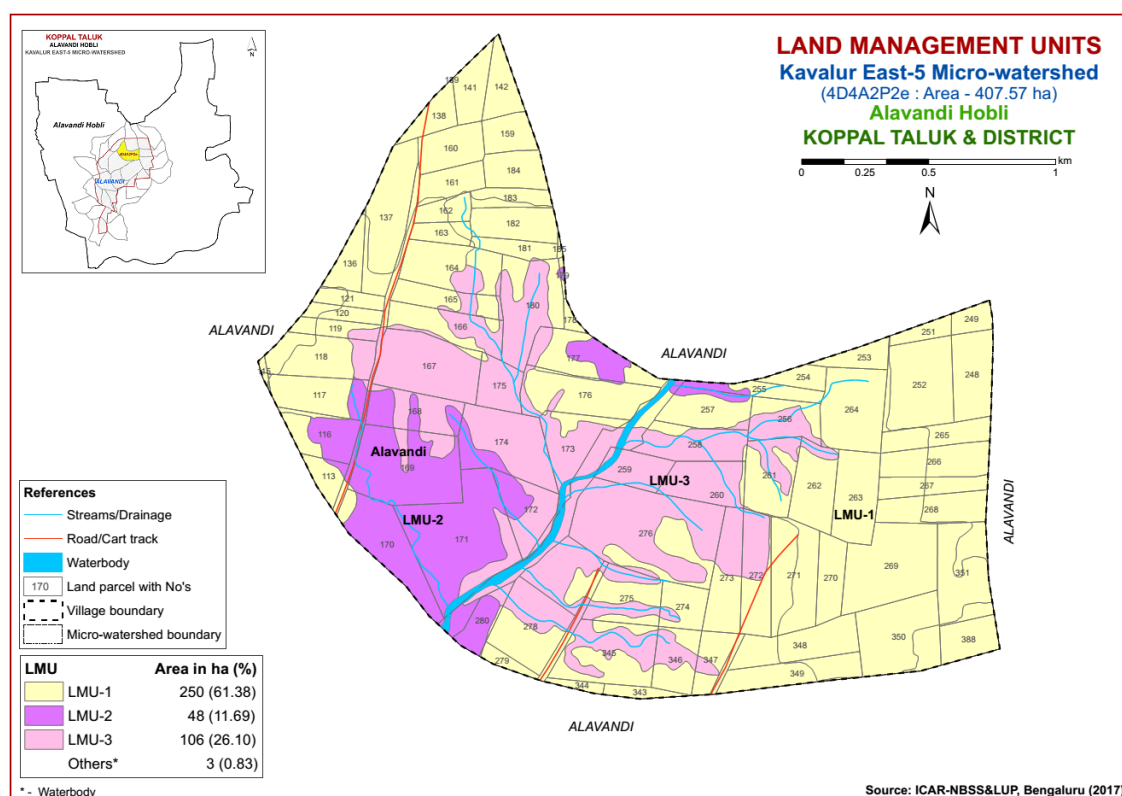 KOPPAL TALUK
ALAVANDI HOBLI
KAVALUR EAST-5 MICRO-WATERSHED
N
Alavandi Hobli
4D4A2P2e
ALAVANDI
LAND MANAGEMENT UNITS
Kavalur East-5 Micro-watershed
(4D4A2P2e : Area - 407.57 ha)
Alavandi Hobli
KOPPAL TALUK & DISTRICT
km
0 0.25 0.5 1
N
139 141 142
138
159
160
184
161
183
162
182
137
163
181 185
136
164
179
121 165
180
120
178
119 166
ALAVANDI
249
251
118
177
ALAVANDI
253
167
254
248
145
175
252
255
117
176
257
264
168
256
116
174
265
173
258
Alavandi
266
169
259
261
113
LMU-3
262
267
260
263
268
LMU-2
172
LMU-1
276
170 171
ALAVANDI
269
273 272 271 270
351
275
274
280
278
350 388
348
345
346 347
279
349
344 343
ALAVANDI
References
Streams/Drainage
Road/Cart track
Waterbody
170 Land parcel with No's
Village boundary
Micro-watershed boundary
LMU Area in ha (%)
LMU-1 250 (61.38)
LMU-2 48 (11.69)
LMU-3 106 (26.10)
Others* 3 (0.83)
* - Waterbody
Source: ICAR-NBSS&LUP, Bengaluru (2017)